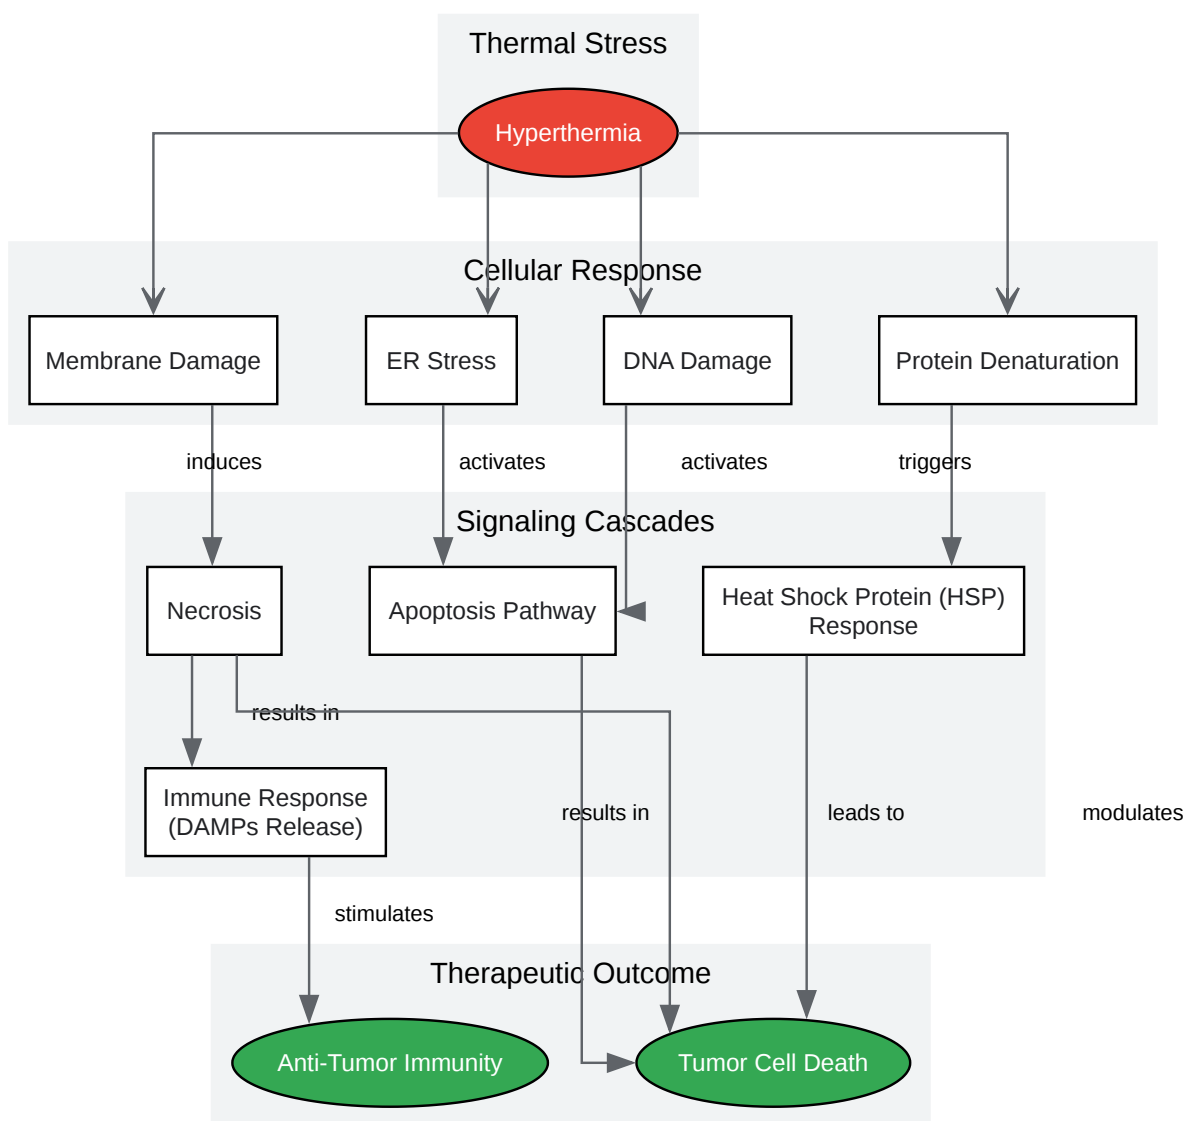 Thermal Stress
Hyperthermia
Cellular Response
Membrane Damage
ER Stress
DNA Damage
Protein Denaturation
induces
activates
activates
triggers
Signaling Cascades
Necrosis
Apoptosis Pathway
Heat Shock Protein (HSP)
Response
results in
Immune Response
(DAMPs Release)
results in
leads to
modulates
stimulates
Therapeutic Outcome
Anti-Tumor Immunity
Tumor Cell Death